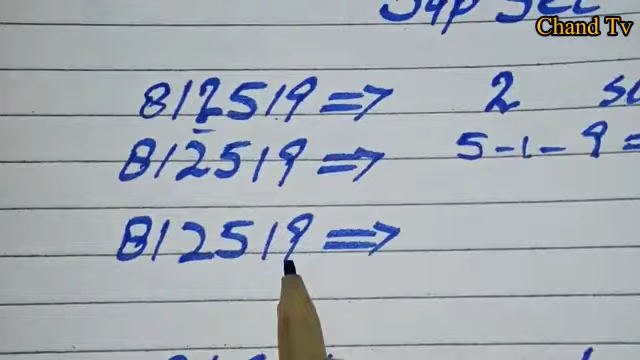 Chand Tv
812519 => 2
812519 => 5-1-9=
812519 =>